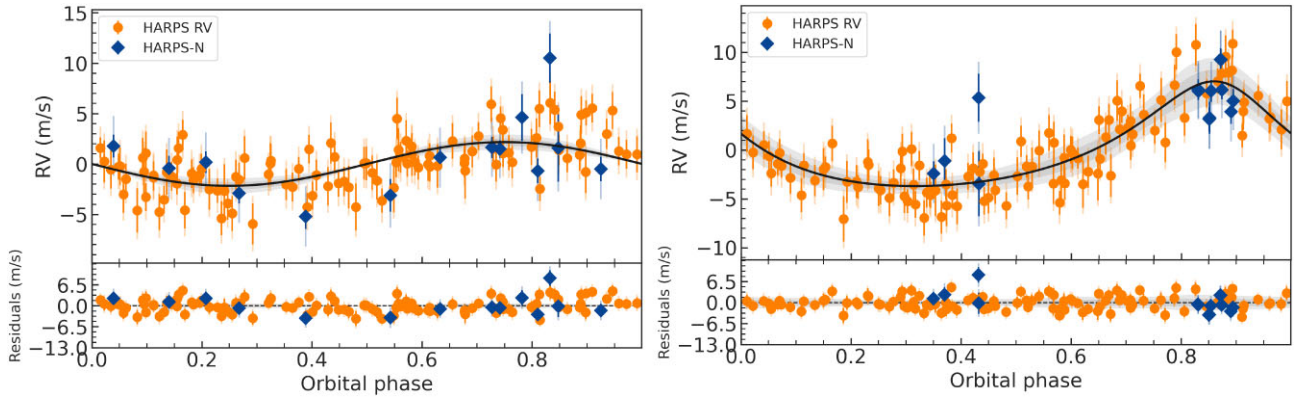 15
10
5
0
−5
RV (m/s)
HARPS RV
HARPS-N
6.5
0.0
−6.5
−13.0
Residuals (m/s)
0.0 0.2 0.4 0.6 0.8
Orbital phase
10
5
0
−5
−10
RV (m/s)
HARPS RV
HARPS-N
6.5
0.0
−6.5
−13.0
Residuals (m/s)
0.0 0.2 0.4 0.6 0.8
Orbital phase